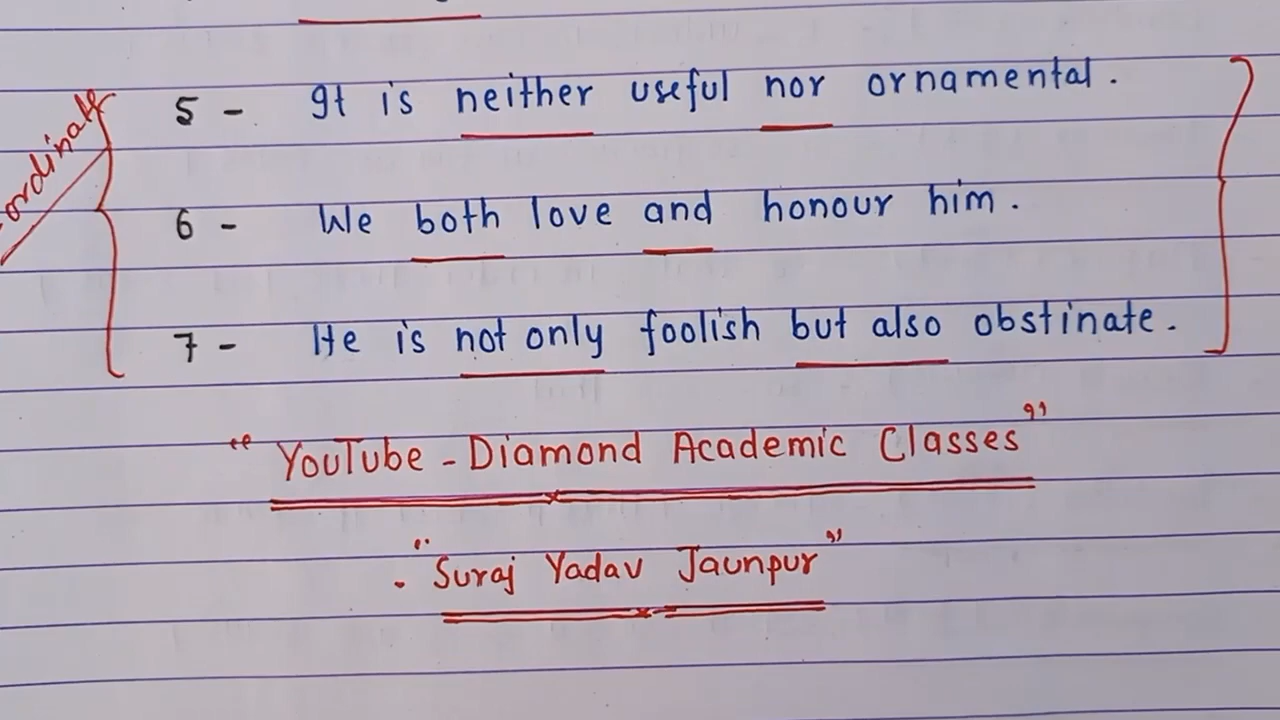 ordinate
5 - It is neither useful nor ornamental.
6 - We both love and honour him.
7 - He is not only foolish but also obstinate.
"YouTube - Diamond Academic Classes"
- "Suraj Yadav Jaunpur"